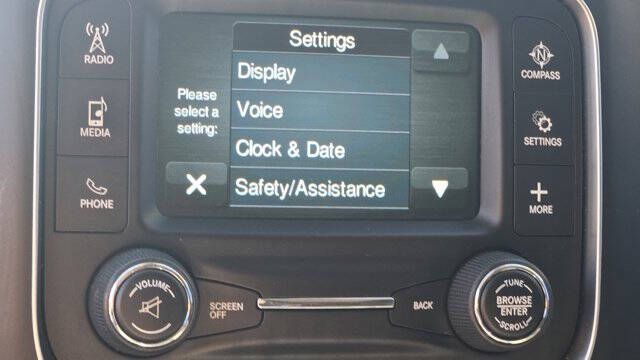 RADIO
MEDIA
PHONE
Settings
Please
select a
setting:
Display
Voice
Clock & Date
Safety/Assistance
N
COMPASS
SETTINGS
MORE
VOLUME
SCREEN
OFF
BACK
TUNE
BROWSE
ENTER
SCROLL